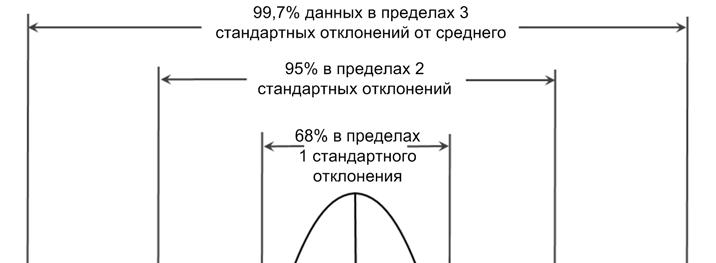 99,7% данных в пределах 3
стандартных отклонений от среднего
95% в пределах 2
стандартных отклонений
68% в пределах
1 стандартного
отклонения